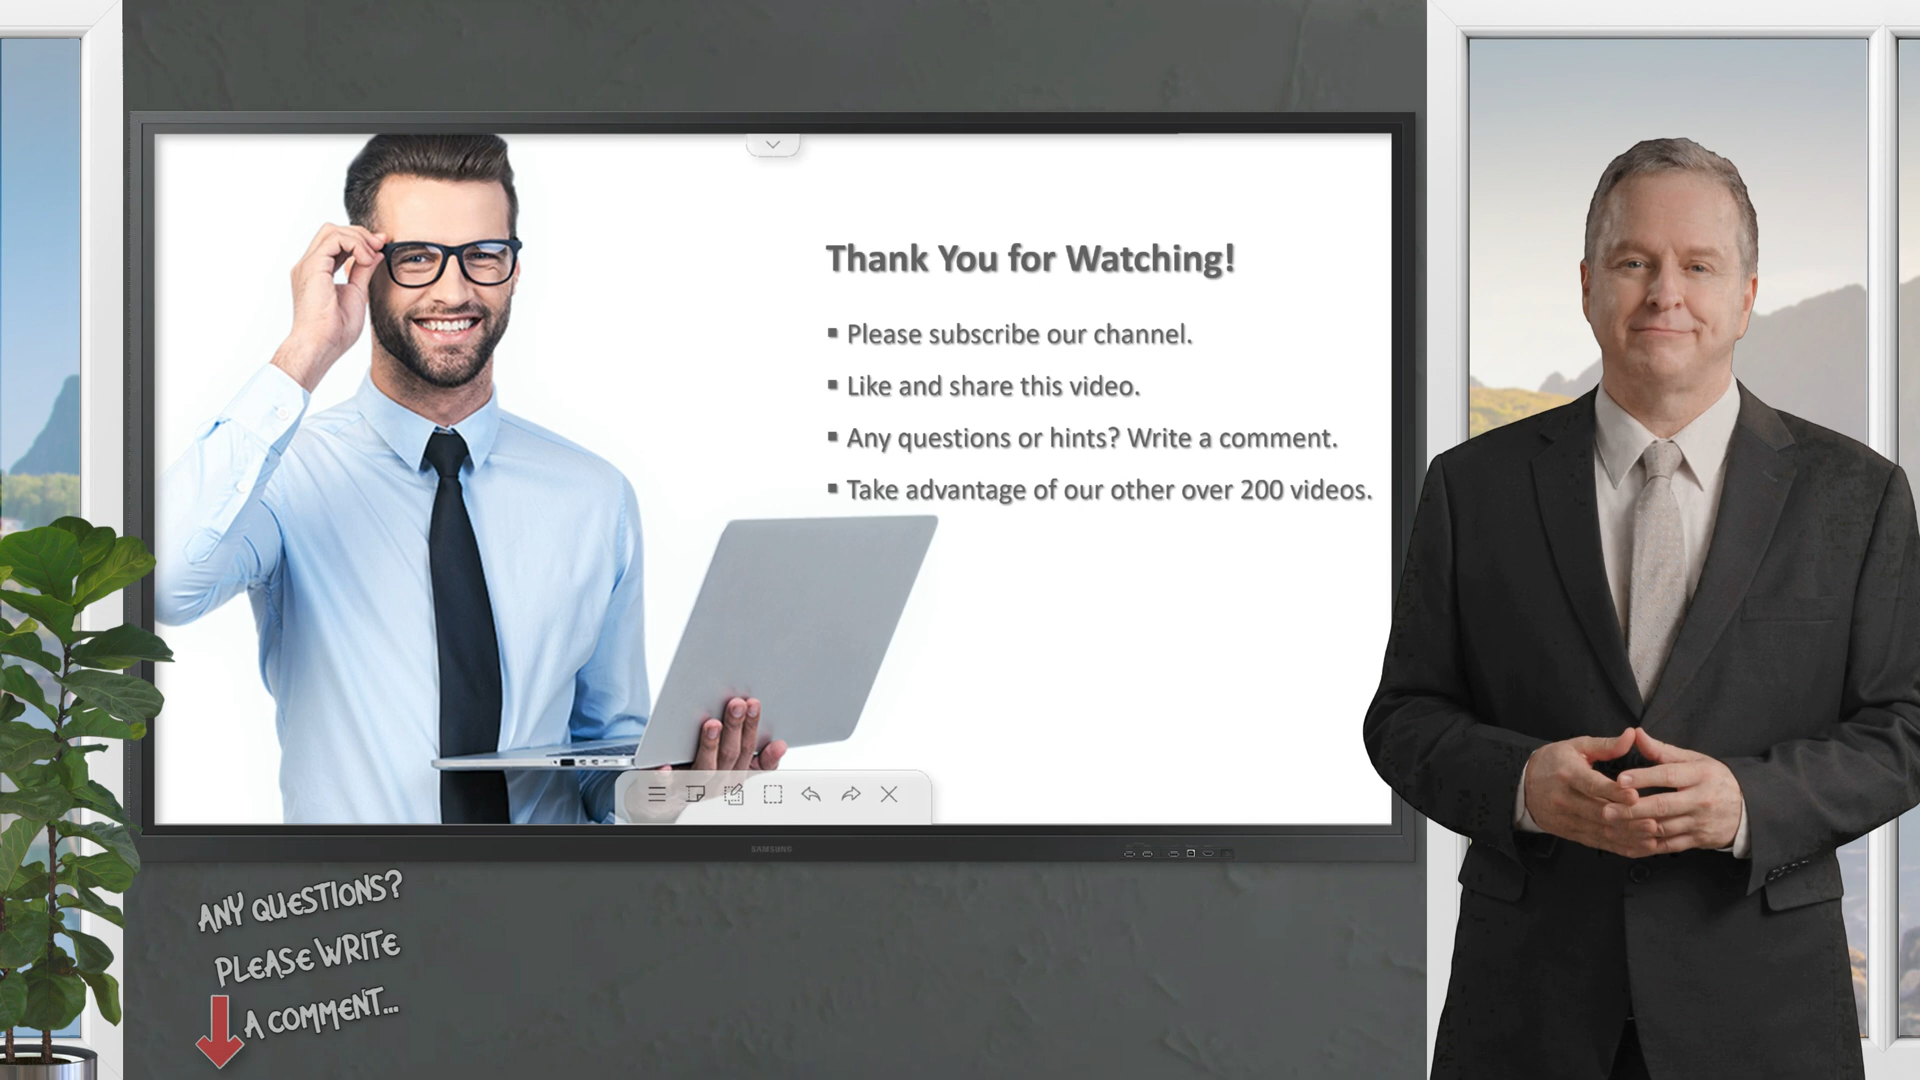 Thank You for Watching!
▪ Please subscribe our channel.
▪ Like and share this video.
▪ Any questions or hints? Write a comment.
▪ Take advantage of our other over 200 videos.
SAMSUNG
ANY QUESTIONS?
PLEASE WRITE
A COMMENT...